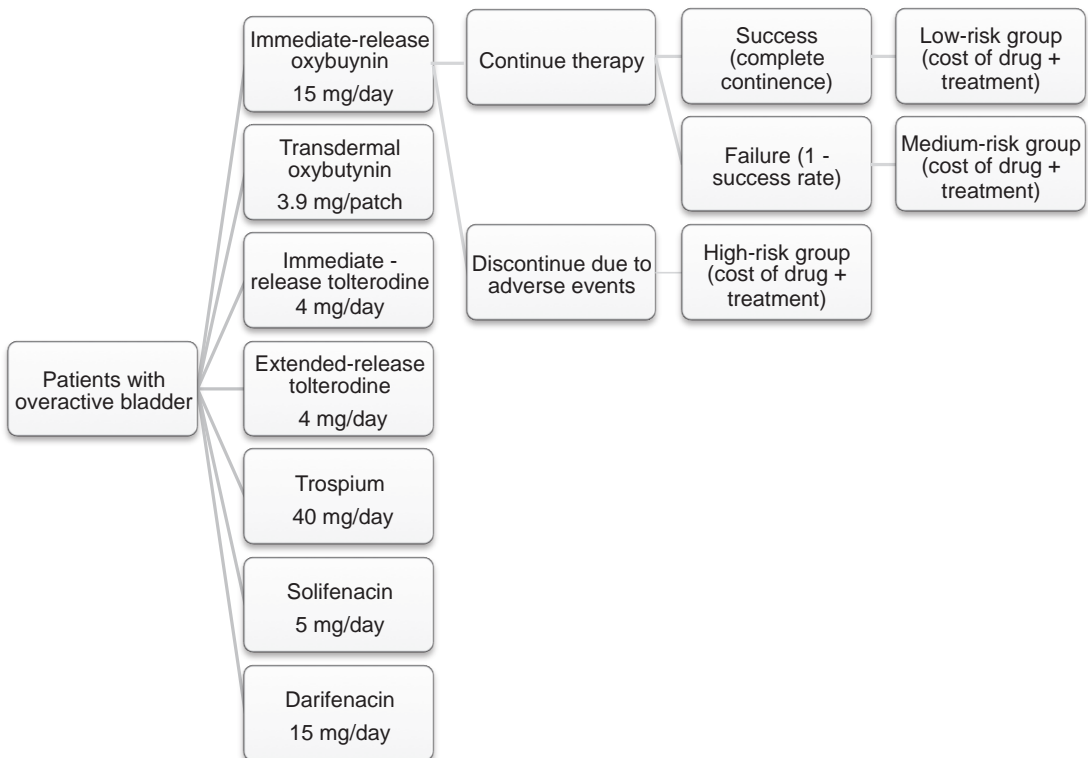 Patients with
overactive bladder
Immediate-release
oxybuynin
15 mg/day
Transdermal
oxybutynin
3.9 mg/patch
Immediate -
release tolterodine
4 mg/day
Extended-release
tolterodine
4 mg/day
Trospium
40 mg/day
Solifenacin
5 mg/day
Darifenacin
15 mg/day
Continue therapy
Discontinue due to
adverse events
Success
(complete
continence)
Failure (1 -
success rate)
High-risk group
(cost of drug +
treatment)
Low-risk group
(cost of drug +
treatment)
Medium-risk group
(cost of drug +
treatment)